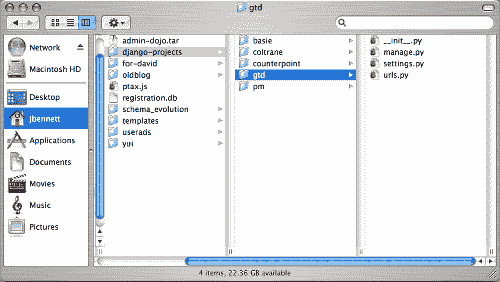 gtd
Network
Macintosh HD
Desktop
Jbennett
Applications
Documents
Movies
Music
Pictures
admin-dojo.tar
django-projects
for-david
oldblog
ptax.js
registration.db
schema_evolution
templates
userads
yui
basie
coltrane
counterpoint
gtd
pm
__init__.py
manage.py
settings.py
urls.py
4 items, 22.36 GB available